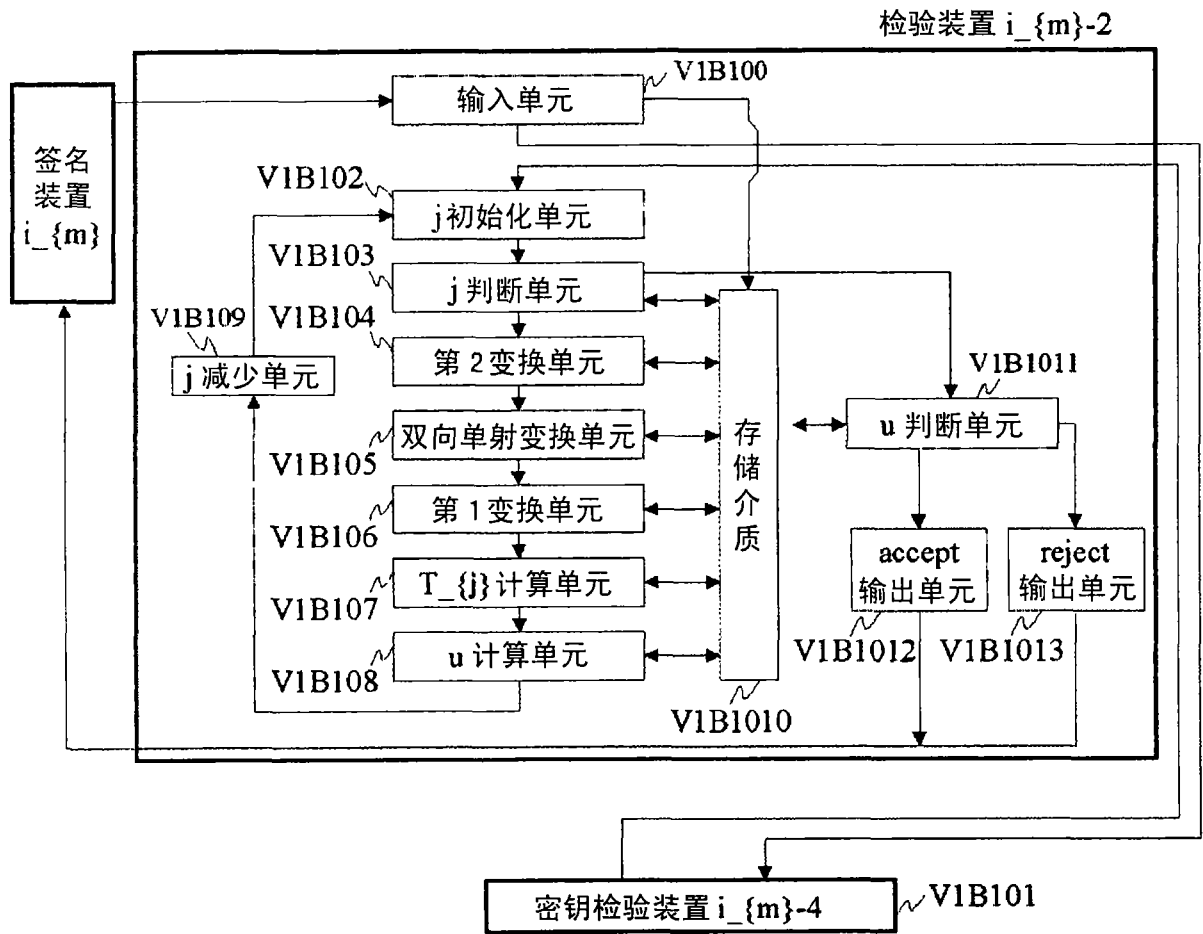 检验装置 i_{m}-2
V1B100
输入单元
签名
装置
i_{m}
V1B102
j初始化单元
V1B103
j 判断单元
V1B109
V1B104
j 减少单元
第2变换单元
V1B1011
u 判断单元
双向单射变换单元
V1B105
存
储
介
质
第1变换单元
V1B106
accept
输出单元
reject
输出单元
T_{j}计算单元
V1B107
V1B1012
V1B1013
u 计算单元
V1B108
V1B1010
密钥检验装置 i_{m}-4
V1B101